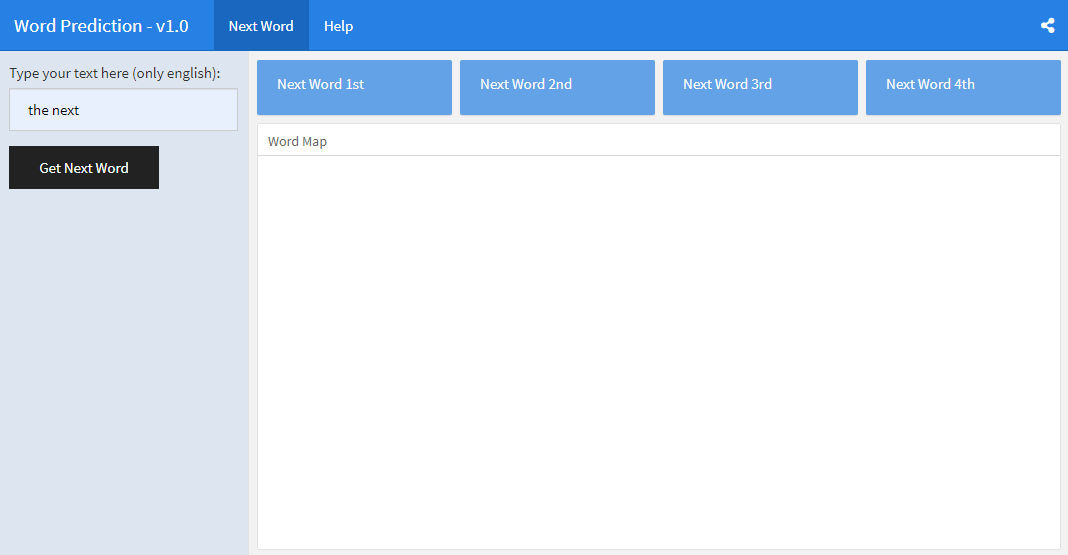 Word Prediction - v1.0 Next Word Help
Type your text here (only english):
the next
Get Next Word
Next Word 1st Next Word 2nd Next Word 3rd Next Word 4th
Word Map